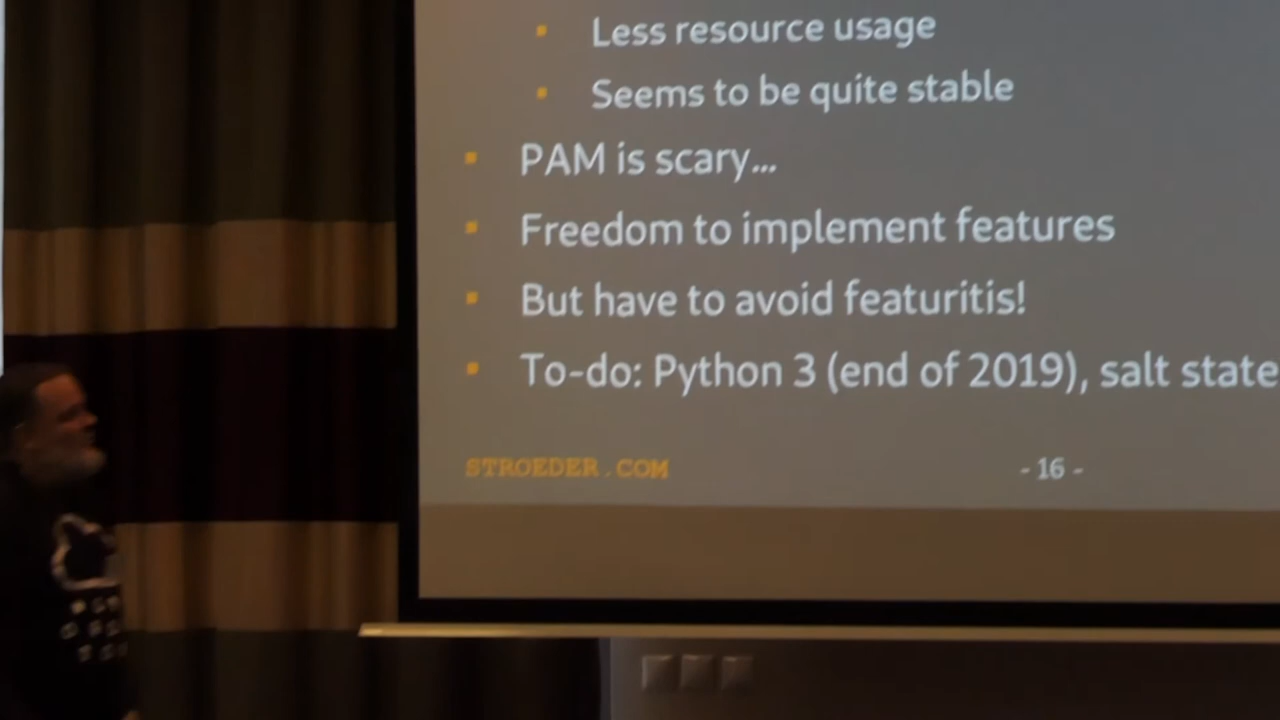 Less resource usage
Seems to be quite stable
PAM is scary...
Freedom to implement features
But have to avoid featuritis!
To-do: Python 3 (end of 2019), salt state
STROEDER.COM
- 16 -